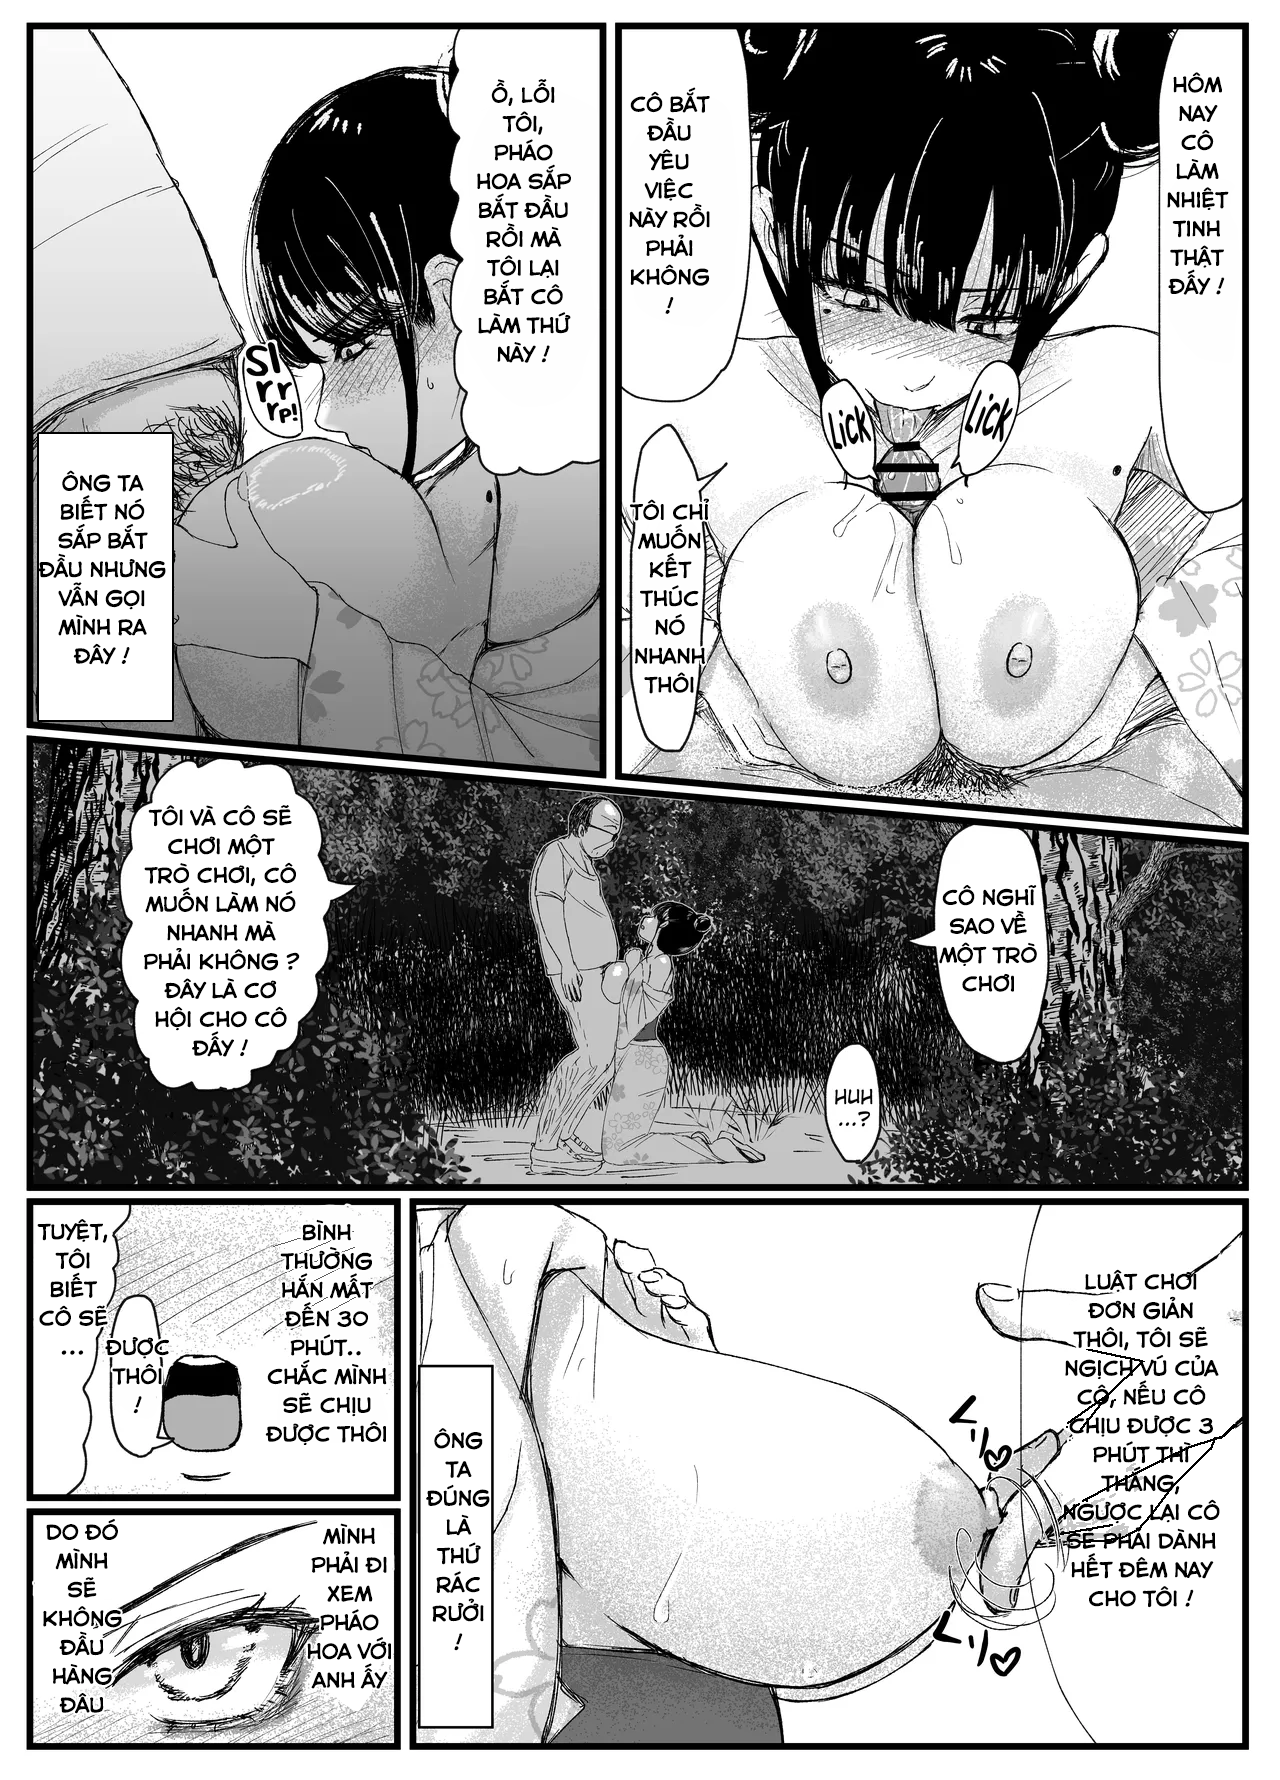 HÔM
NAY CÔ
LÀM
NHIỆT
TINH
THẬT
ĐẤY !
CÔ BẮT
ĐẦU
YÊU
VIỆC
NÀY RỒI
PHẢI
KHÔNG
!
LICK
LICK
TÔI CHỈ
MUỐN
KẾT
THÚC
NÓ
NHANH
THÔI
Ồ, LỖI
TÔI,
PHÁO
HOA SẮP
BẮT ĐẦU
RỒI MÀ
TÔI LẠI
BẮT CÔ
LÀM THỨ
NÀY !
SLrrrP!
ÔNG TA
BIẾT NÓ
SẮP BẮT
ĐẦU NHƯNG
VẪN GỌI
MÌNH RA
ĐÂY !
CÔ NGHĨ
SAO VỀ
MỘT TRÒ
CHƠI
HUH
...?
TÔI VÀ CÔ SẼ
CHƠI MỘT
TRÒ CHƠI, CÔ
MUỐN LÀM NÓ
NHANH MÀ
PHẢI KHÔNG ?
ĐÂY LÀ CƠ
HỘI CHO CÔ
ĐẤY !
LUẬT CHƠI
ĐƠN GIẢN
THÔI, TÔI SẼ
NGỊCH VÚ CỦA
CÔ, NẾU CÔ
CHỊU ĐƯỢC 3
PHÚT THÌ
THẮNG,
NGƯỢC LẠI CÔ
SẼ PHẢI DÀNH
HẾT ĐÊM NAY
CHO TÔI !
くり♡
くり♡
ÔNG
TA
ĐÚNG
LÀ
THỨ
RÁC
RƯỞI
!
BÌNH
THƯỜNG
HẮN MẤT
ĐẾN 30
PHÚT..
CHẮC MÌNH
SẼ CHỊU
ĐƯỢC THÔI
ĐƯỢC
THÔI
!
TUYỆT,
TÔI
BIẾT
CÔ SẼ
...
MÌNH
PHẢI ĐI
XEM
PHÁO
HOA VỚI
ANH ẤY
DO ĐÓ
MÌNH
SẼ
KHÔNG
ĐẦU
HÀNG
ĐÂU